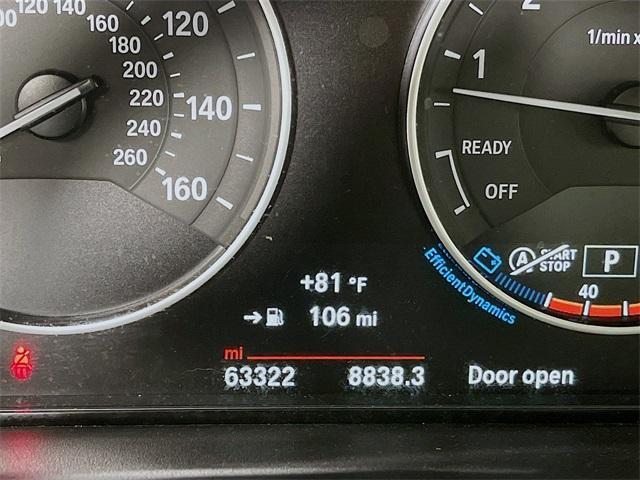 120 140
160
180
200
220
240
260
120
140
160
2
1
1/min x
READY
OFF
EfficientDynamics
A START
STOP
P
40
+81 °F
106 mi
mi
63322 8838.3
Door open